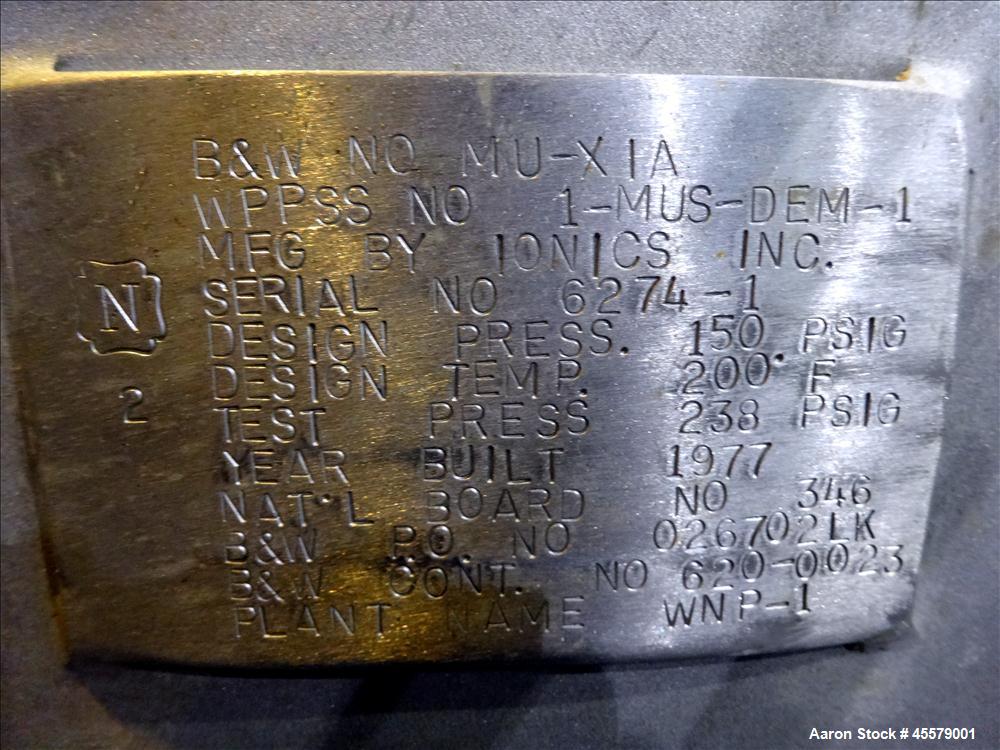 B&W NO MU-X1A
WPPSS NO 1-MUS-DEM-1
MFG BY IONICS INC.
N
SERIAL NO 6274-1
DESIGN PRESS. 150 PSIG
DESIGN TEMP. 200° F
2
TEST PRESS 238 PSIG
YEAR BUILT 1977
NAT'L BOARD NO 346
B&W P.O. NO 026702LK
B&W CONT. NO 620-0023
PLANT NAME WNP-1
Aaron Stock # 45579001